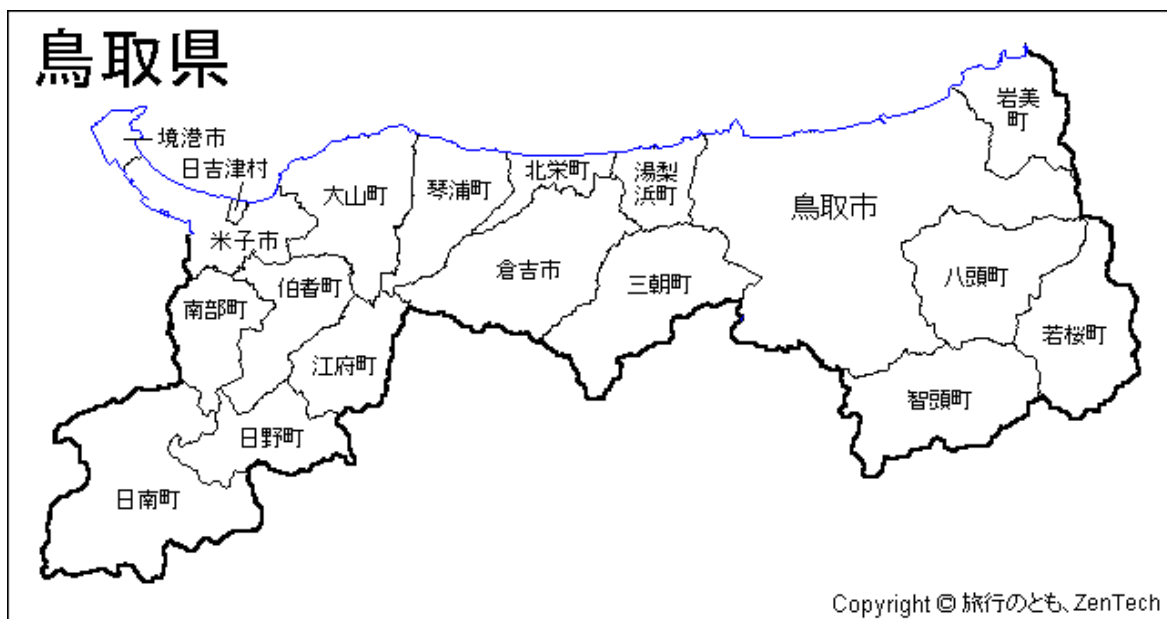 鳥取県
境港市
日吉津村
米子市
大山町
琴浦町
北栄町
湯梨
浜町
岩美
町
鳥取市
伯耆町
南部町
倉吉市
三朝町
八頭町
若桜町
江府町
智頭町
日野町
日南町
Copyright © 旅行のとも、ZenTech